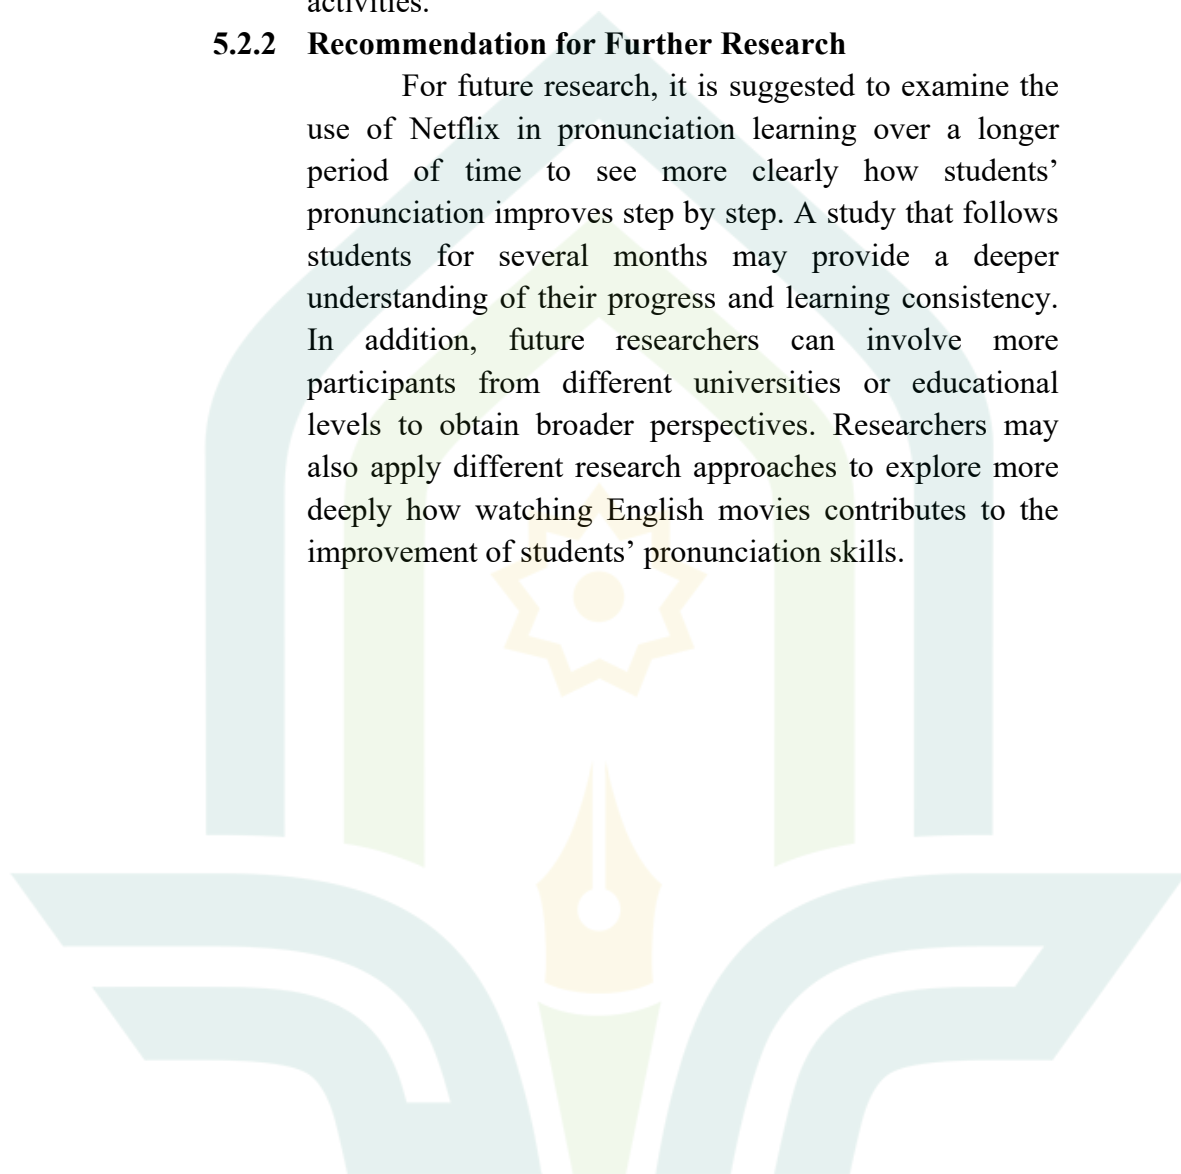 activities.
5.2.2 Recommendation for Further Research
For future research, it is suggested to examine the
use of Netflix in pronunciation learning over a longer
period of time to see more clearly how students’
pronunciation improves step by step. A study that follows
students for several months may provide a deeper
understanding of their progress and learning consistency.
In addition, future researchers can involve more
participants from different universities or educational
levels to obtain broader perspectives. Researchers may
also apply different research approaches to explore more
deeply how watching English movies contributes to the
improvement of students’ pronunciation skills.